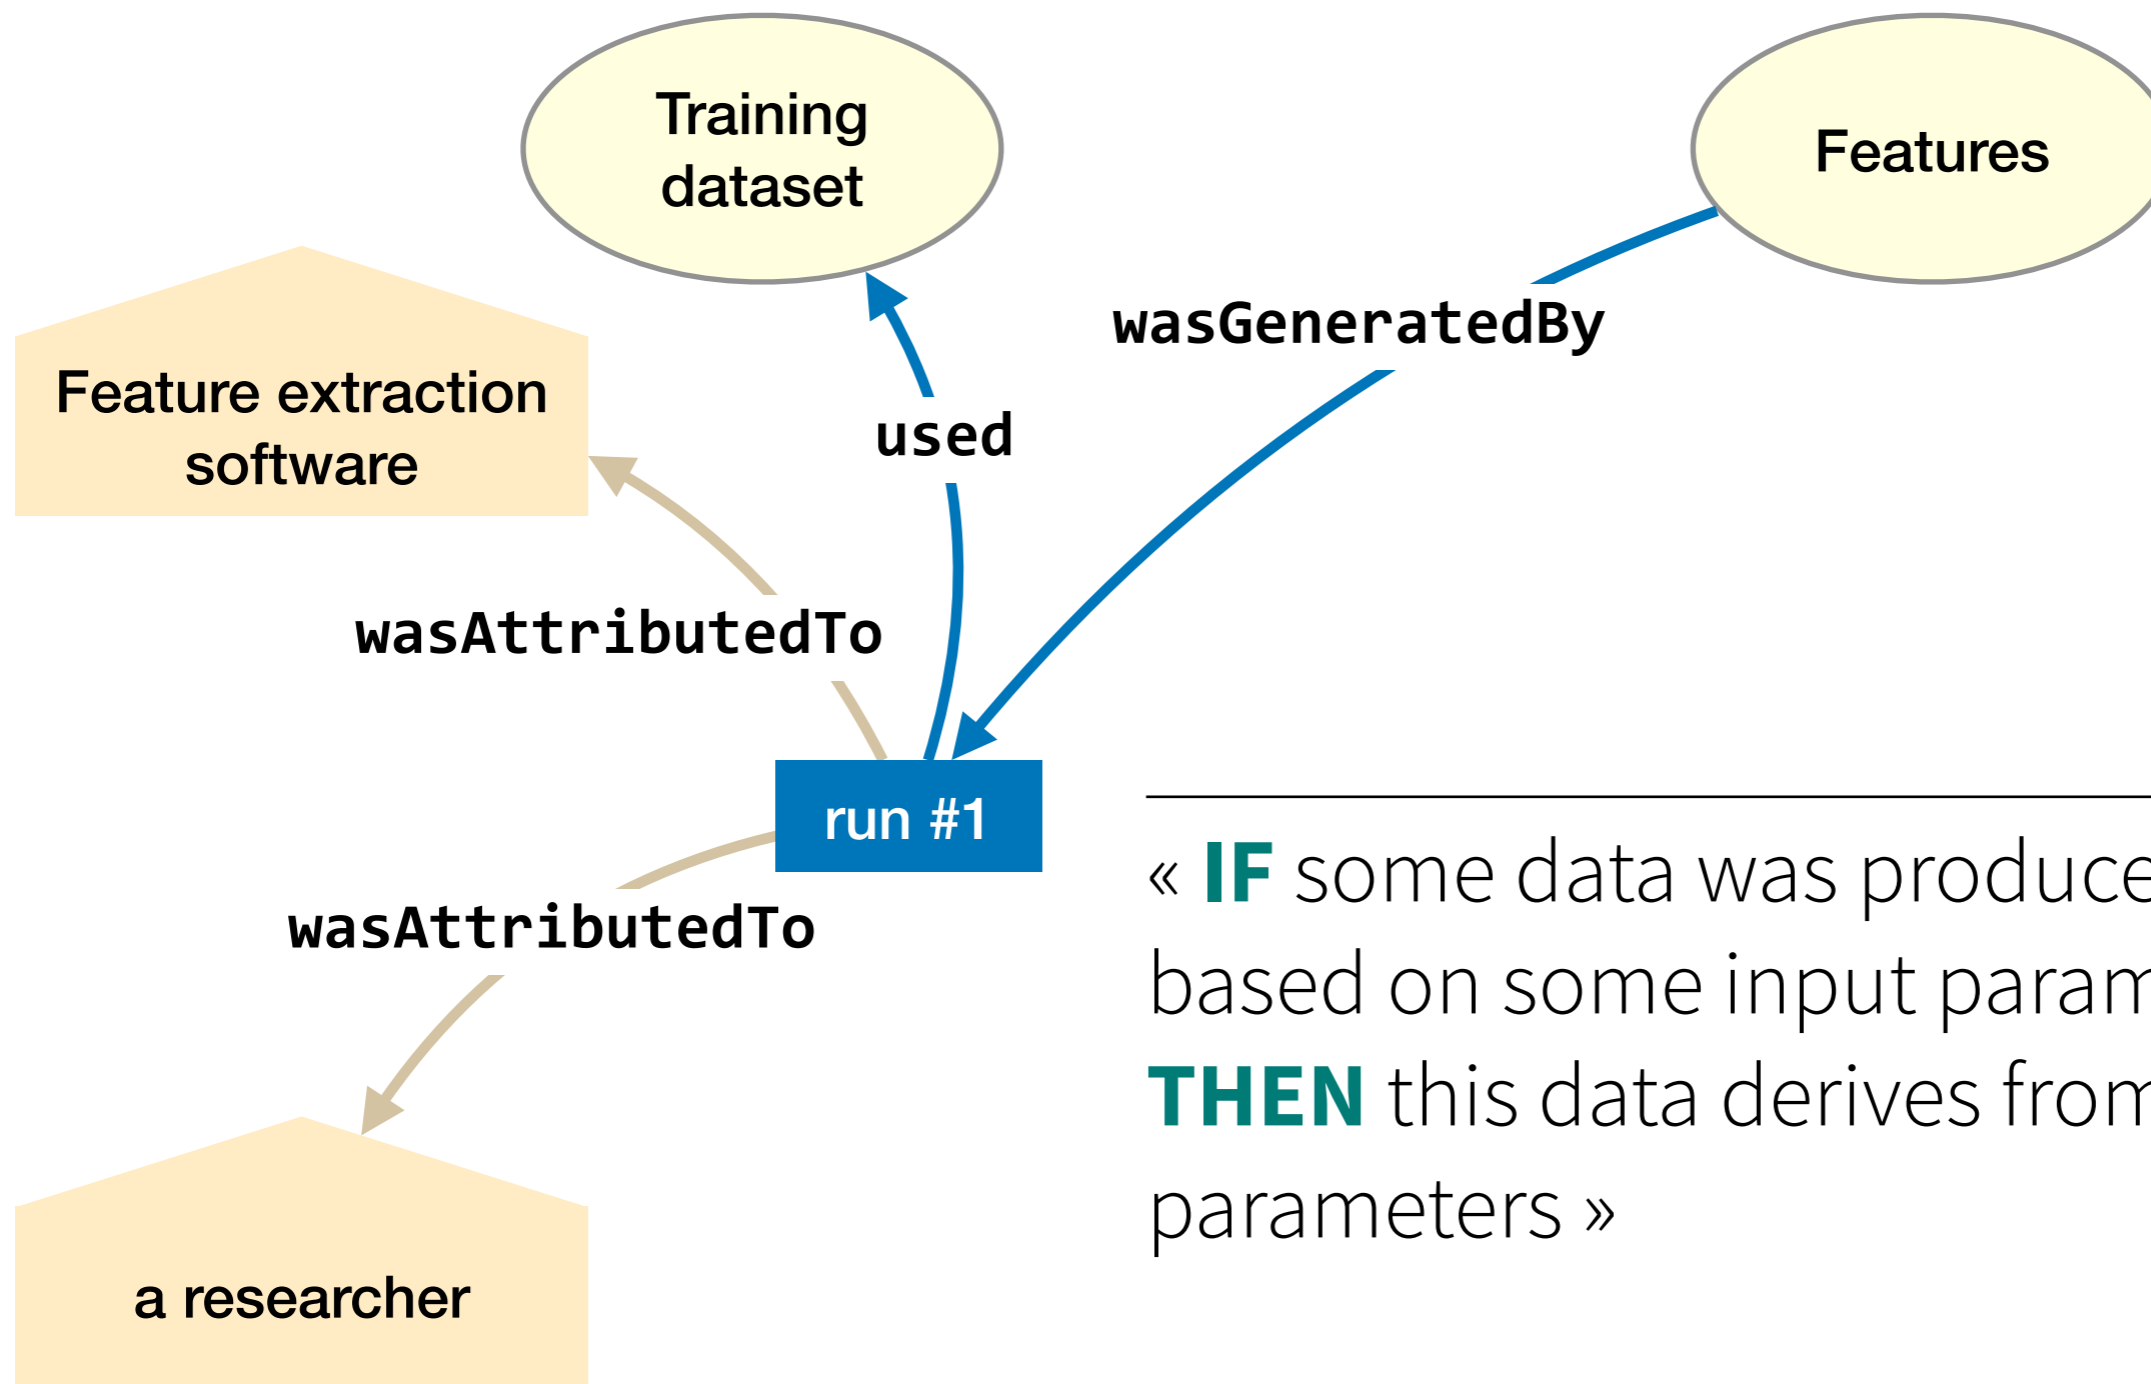 Training
dataset
Features
wasGeneratedBy
Feature extraction
software
used
wasAttributedTo
run #1
wasAttributedTo
a researcher
« IF some data was produce
based on some input param
THEN this data derives from
parameters »